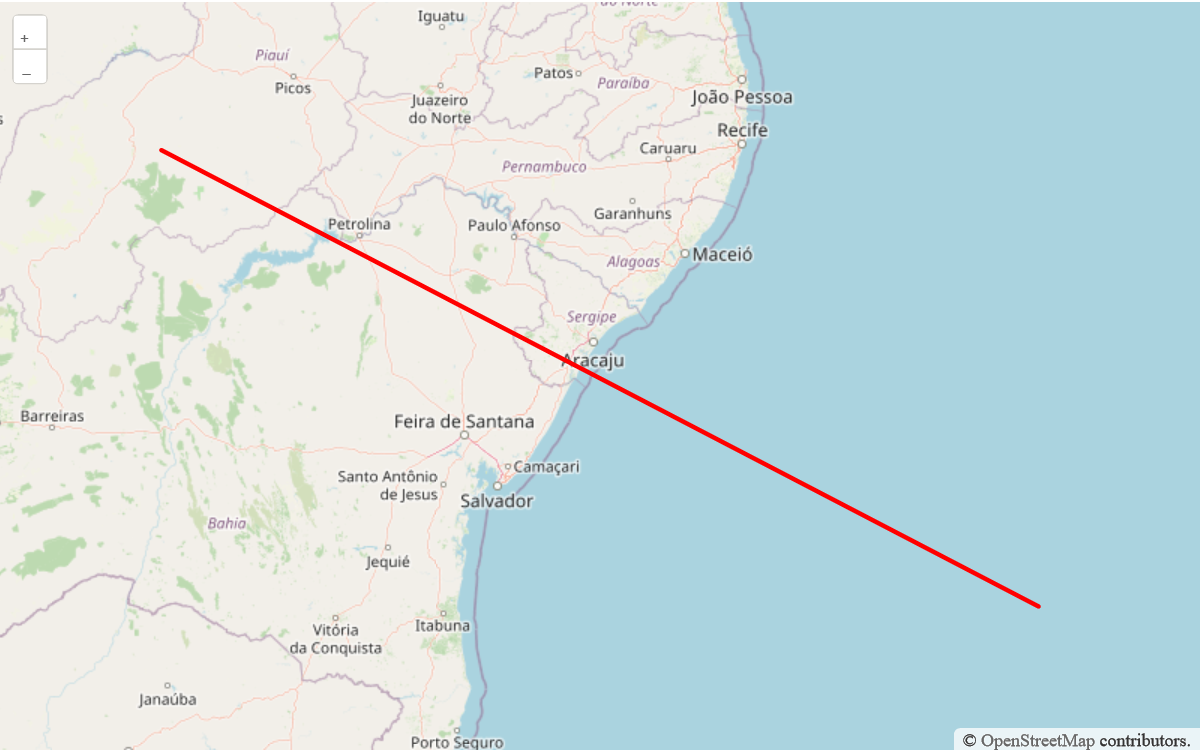 do Norte
Iguatu
+
Piauí
Patos
Paraíba
Picos
–
João Pessoa
Juazeiro
do Norte
Recife
Caruaru
Pernambuco
Garanhuns
Petrolina
Paulo Afonso
Maceió
Alagoas
Sergipe
Aracaju
Barreiras
Feira de Santana
Camaçari
Santo Antônio
de Jesus
Salvador
Bahia
Jequié
Itabuna
Vitória
da Conquista
Janaúba
Porto Seguro
© OpenStreetMap contributors.